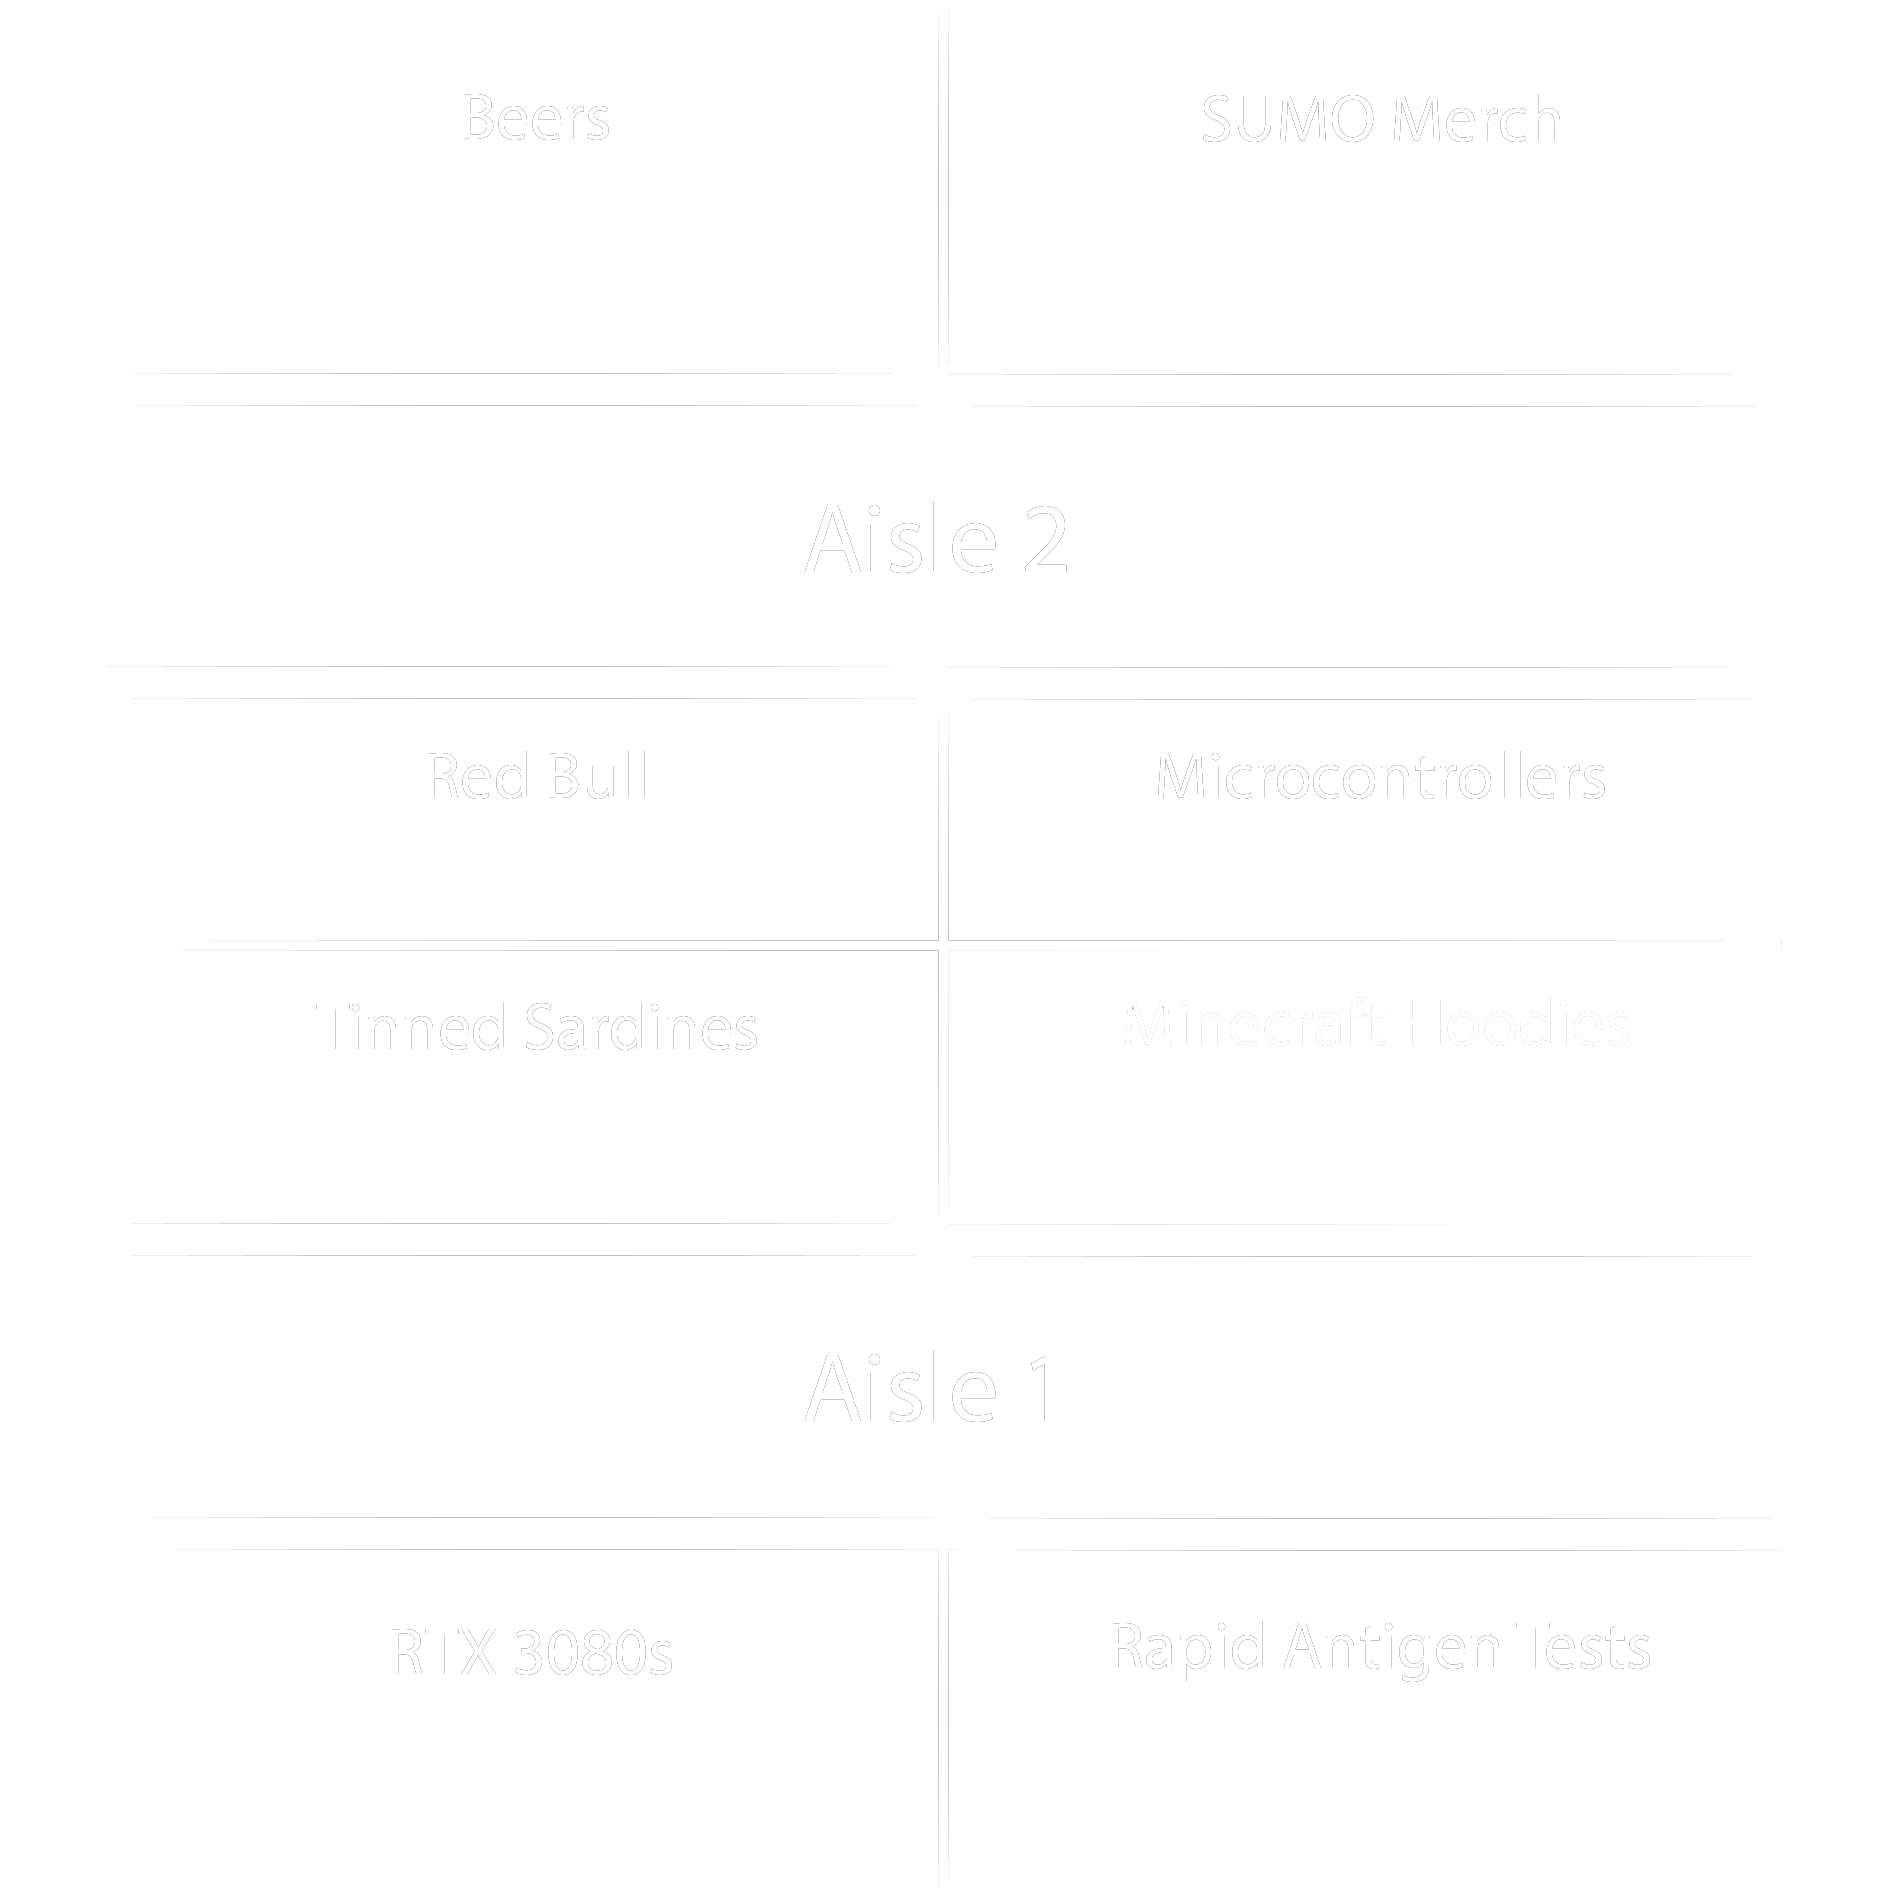 Beers
SUMO Merch
Aisle 2
Red Bull
Microcontrollers
Tinned Sardines
Minecraft Hoodies
Aisle 1
RTX 3080s
Rapid Antigen Tests